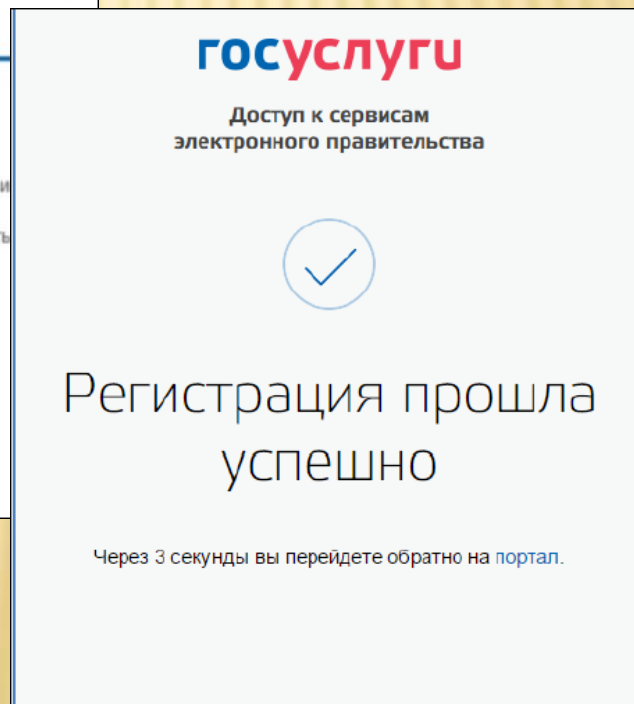 госуслуги
Доступ к сервисам
электронного правительства
Регистрация прошла
успешно
Через 3 секунды вы перейдете обратно на портал.